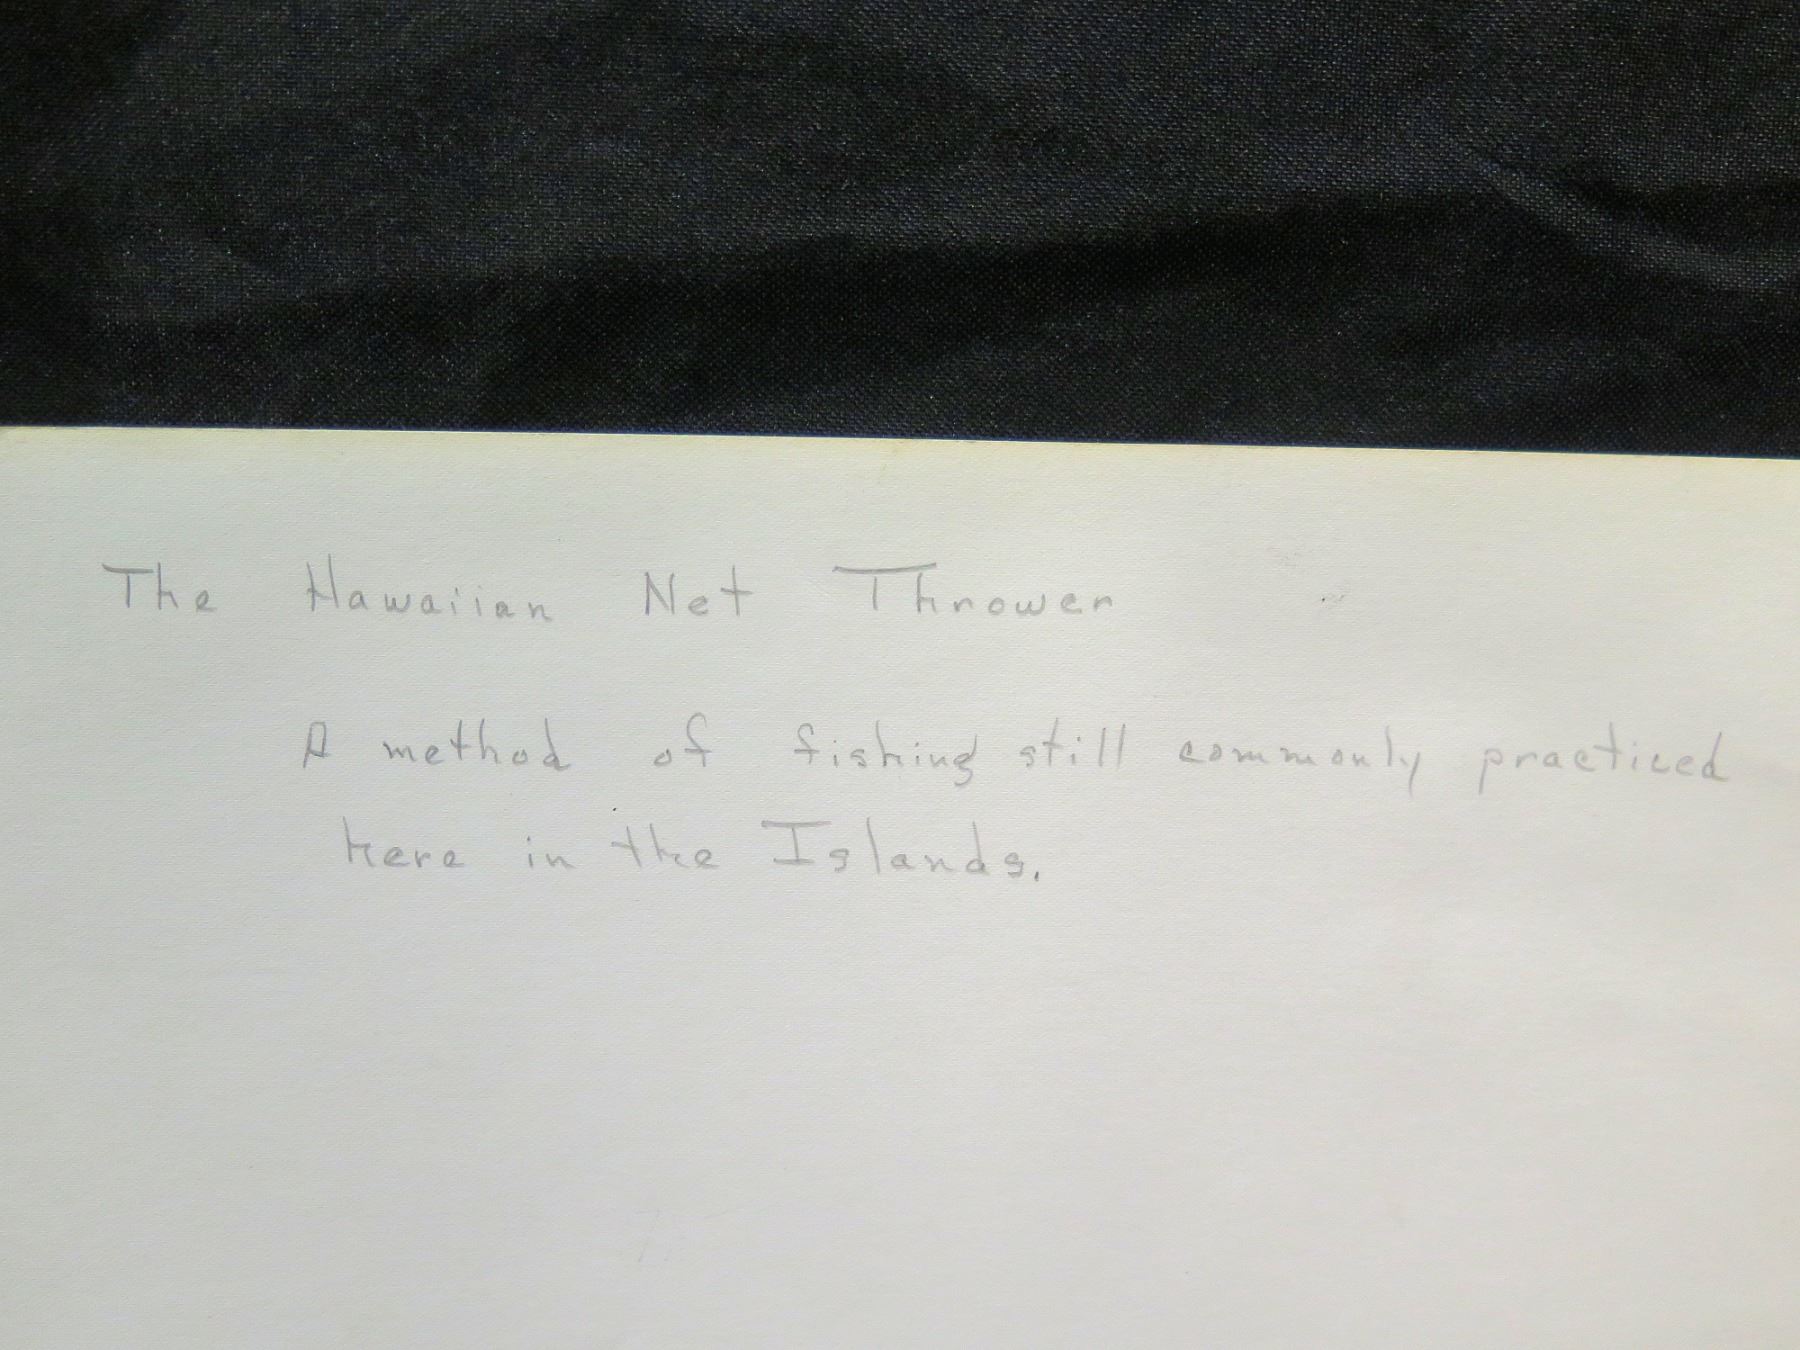 The Hawaiian Net Thrower
A method of fishing still commonly practiced
here in the Islands.